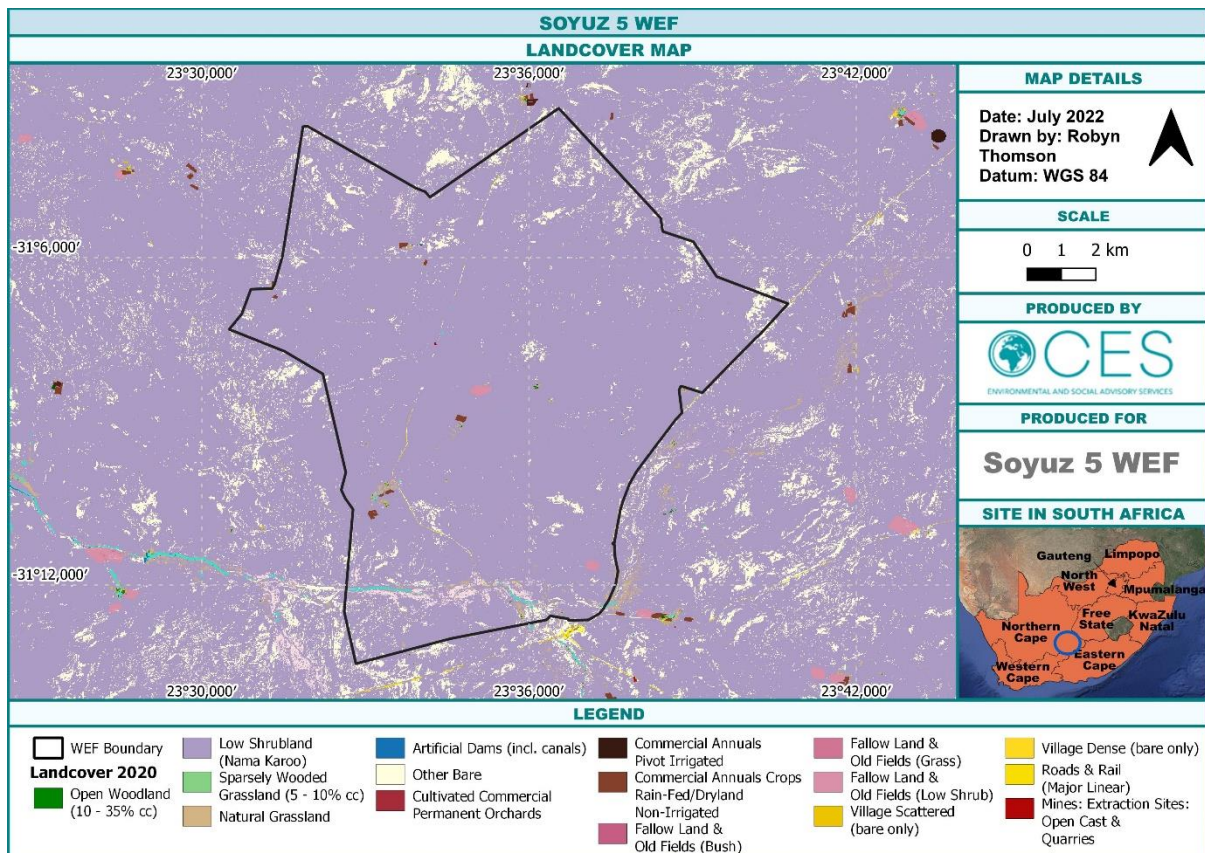 SOYUZ 5 WEF
LANDCOVER MAP
23°30,000′
23°36,000′
23°42,000′
-31°6,000′
-31°12,000′
23°30,000′
23°36,000′
23°42,000′
MAP DETAILS
Date: July 2022
Drawn by: Robyn
Thomson
Datum: WGS 84
SCALE
0 1 2 km
PRODUCED BY
CES
ENVIRONMENTAL AND SOCIAL ADVISORY SERVICES
PRODUCED FOR
Soyuz 5 WEF
SITE IN SOUTH AFRICA
Limpopo
Gauteng
North
West
Mpumalanga
Free
State
KwaZulu
Natal
Northern
Cape
Eastern
Cape
Western
Cape
LEGEND
WEF Boundary
Landcover 2020
Open Woodland
(10 - 35% cc)
Low Shrubland
(Nama Karoo)
Sparsely Wooded
Grassland (5 - 10% cc)
Natural Grassland
Artificial Dams (incl. canals)
Other Bare
Cultivated Commercial
Permanent Orchards
Commercial Annuals
Pivot Irrigated
Commercial Annuals Crops
Rain-Fed/Dryland
Non-Irrigated
Fallow Land &
Old Fields (Bush)
Fallow Land &
Old Fields (Grass)
Fallow Land &
Old Fields (Low Shrub)
Village Scattered
(bare only)
Village Dense (bare only)
Roads & Rail
(Major Linear)
Mines: Extraction Sites:
Open Cast &
Quarries